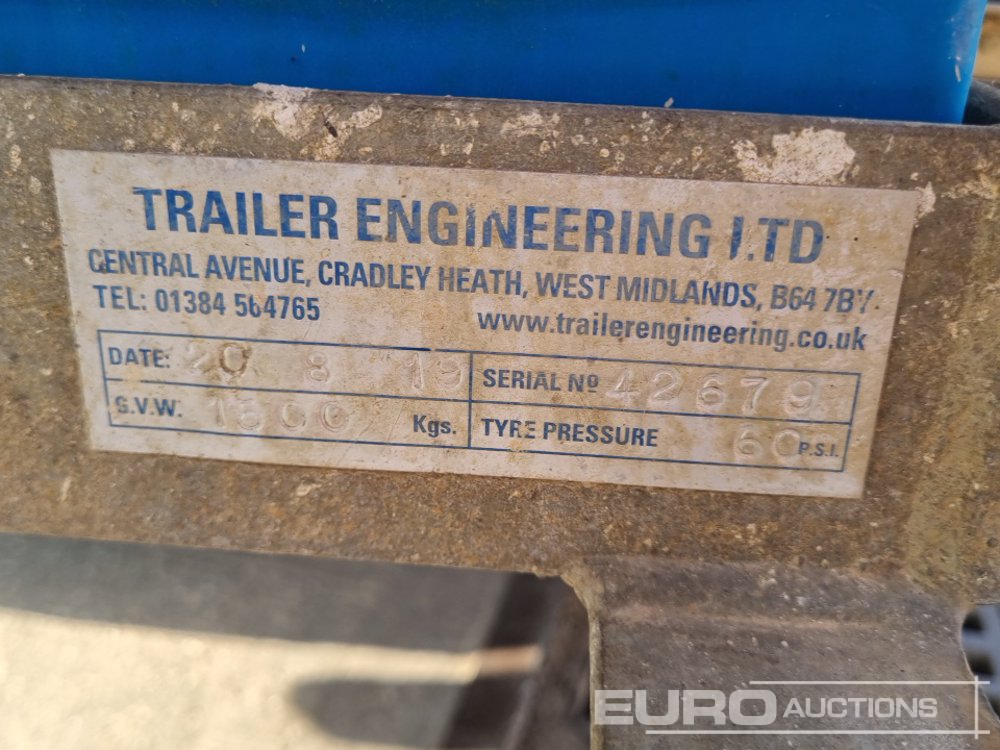 TRAILER ENGINEERING LTD
CENTRAL AVENUE, CRADLEY HEATH, WEST MIDLANDS, B64 7BY.
TEL: 01384 564765
www.trailerengineering.co.uk
DATE: 20 8 19 SERIAL Nº 42679
G.V.W. 1500 Kgs. TYRE PRESSURE 60 P.S.I.
EURO AUCTIONS